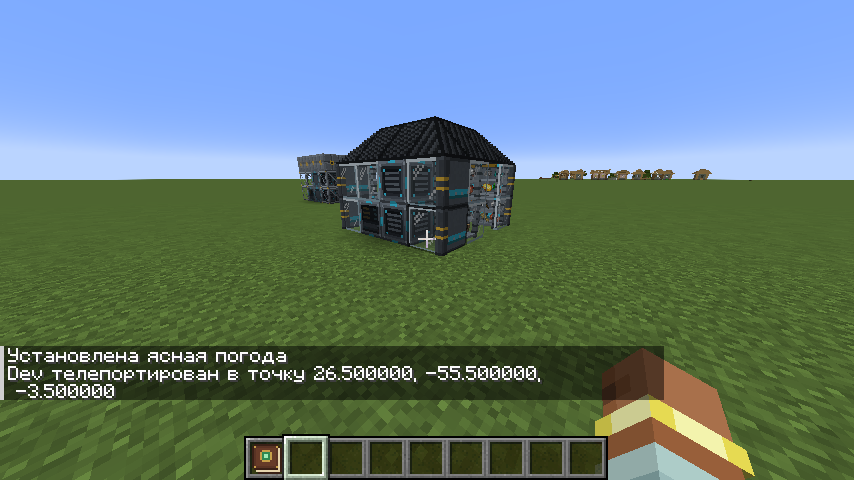 Установлена ясная погода
Dev телепортирован в точку 26.500000, -55.500000,
-3.500000